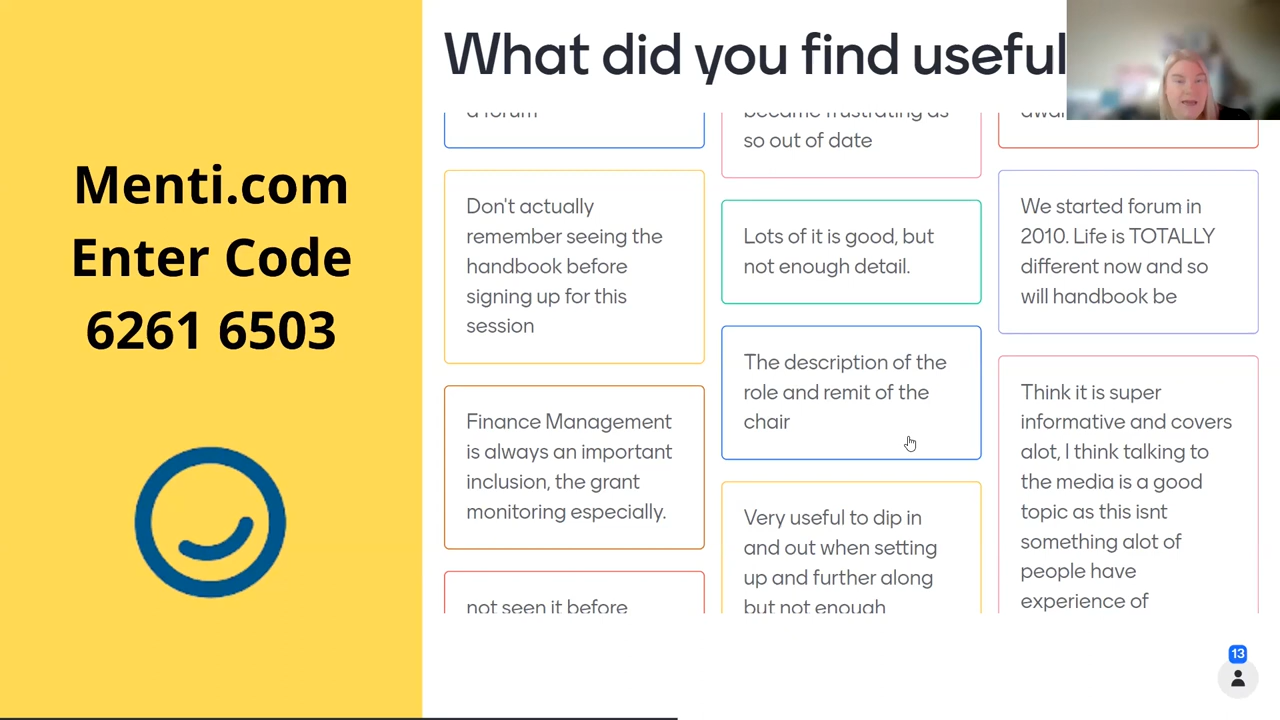 Menti.com
Enter Code
6261 6503
What did you find useful
a forum
Don't actually
remember seeing the
handbook before
signing up for this
session
Finance Management
is always an important
inclusion, the grant
monitoring especially.
not seen it before
became frustrating as
so out of date
Lots of it is good, but
not enough detail.
The description of the
role and remit of the
chair
Very useful to dip in
and out when setting
up and further along
but not enough
We started forum in
2010. Life is TOTALLY
different now and so
will handbook be
Think it is super
informative and covers
alot, I think talking to
the media is a good
topic as this isnt
something alot of
people have
experience of
13